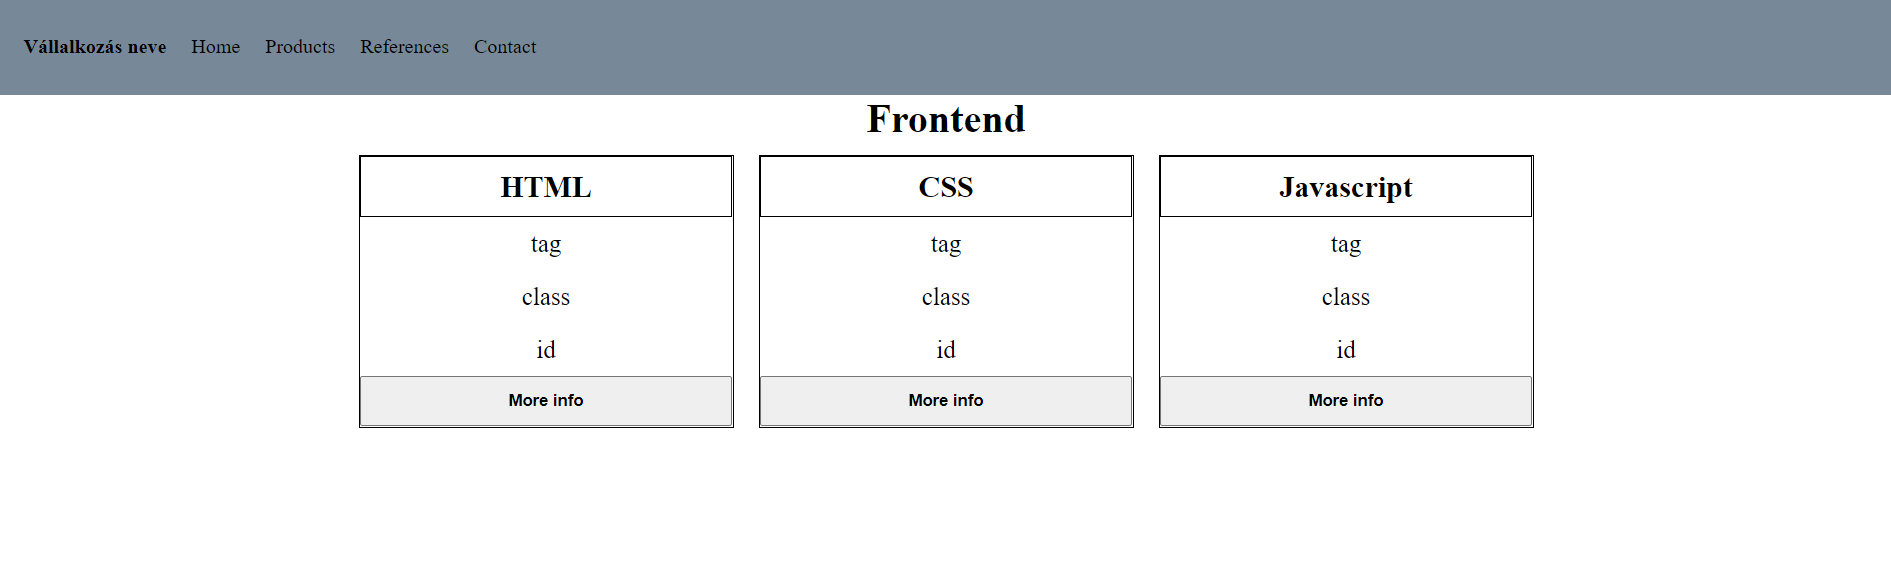 Vállalkozás neve Home Products References Contact
Frontend
HTML
tag
class
id
More info
CSS
tag
class
id
More info
Javascript
tag
class
id
More info